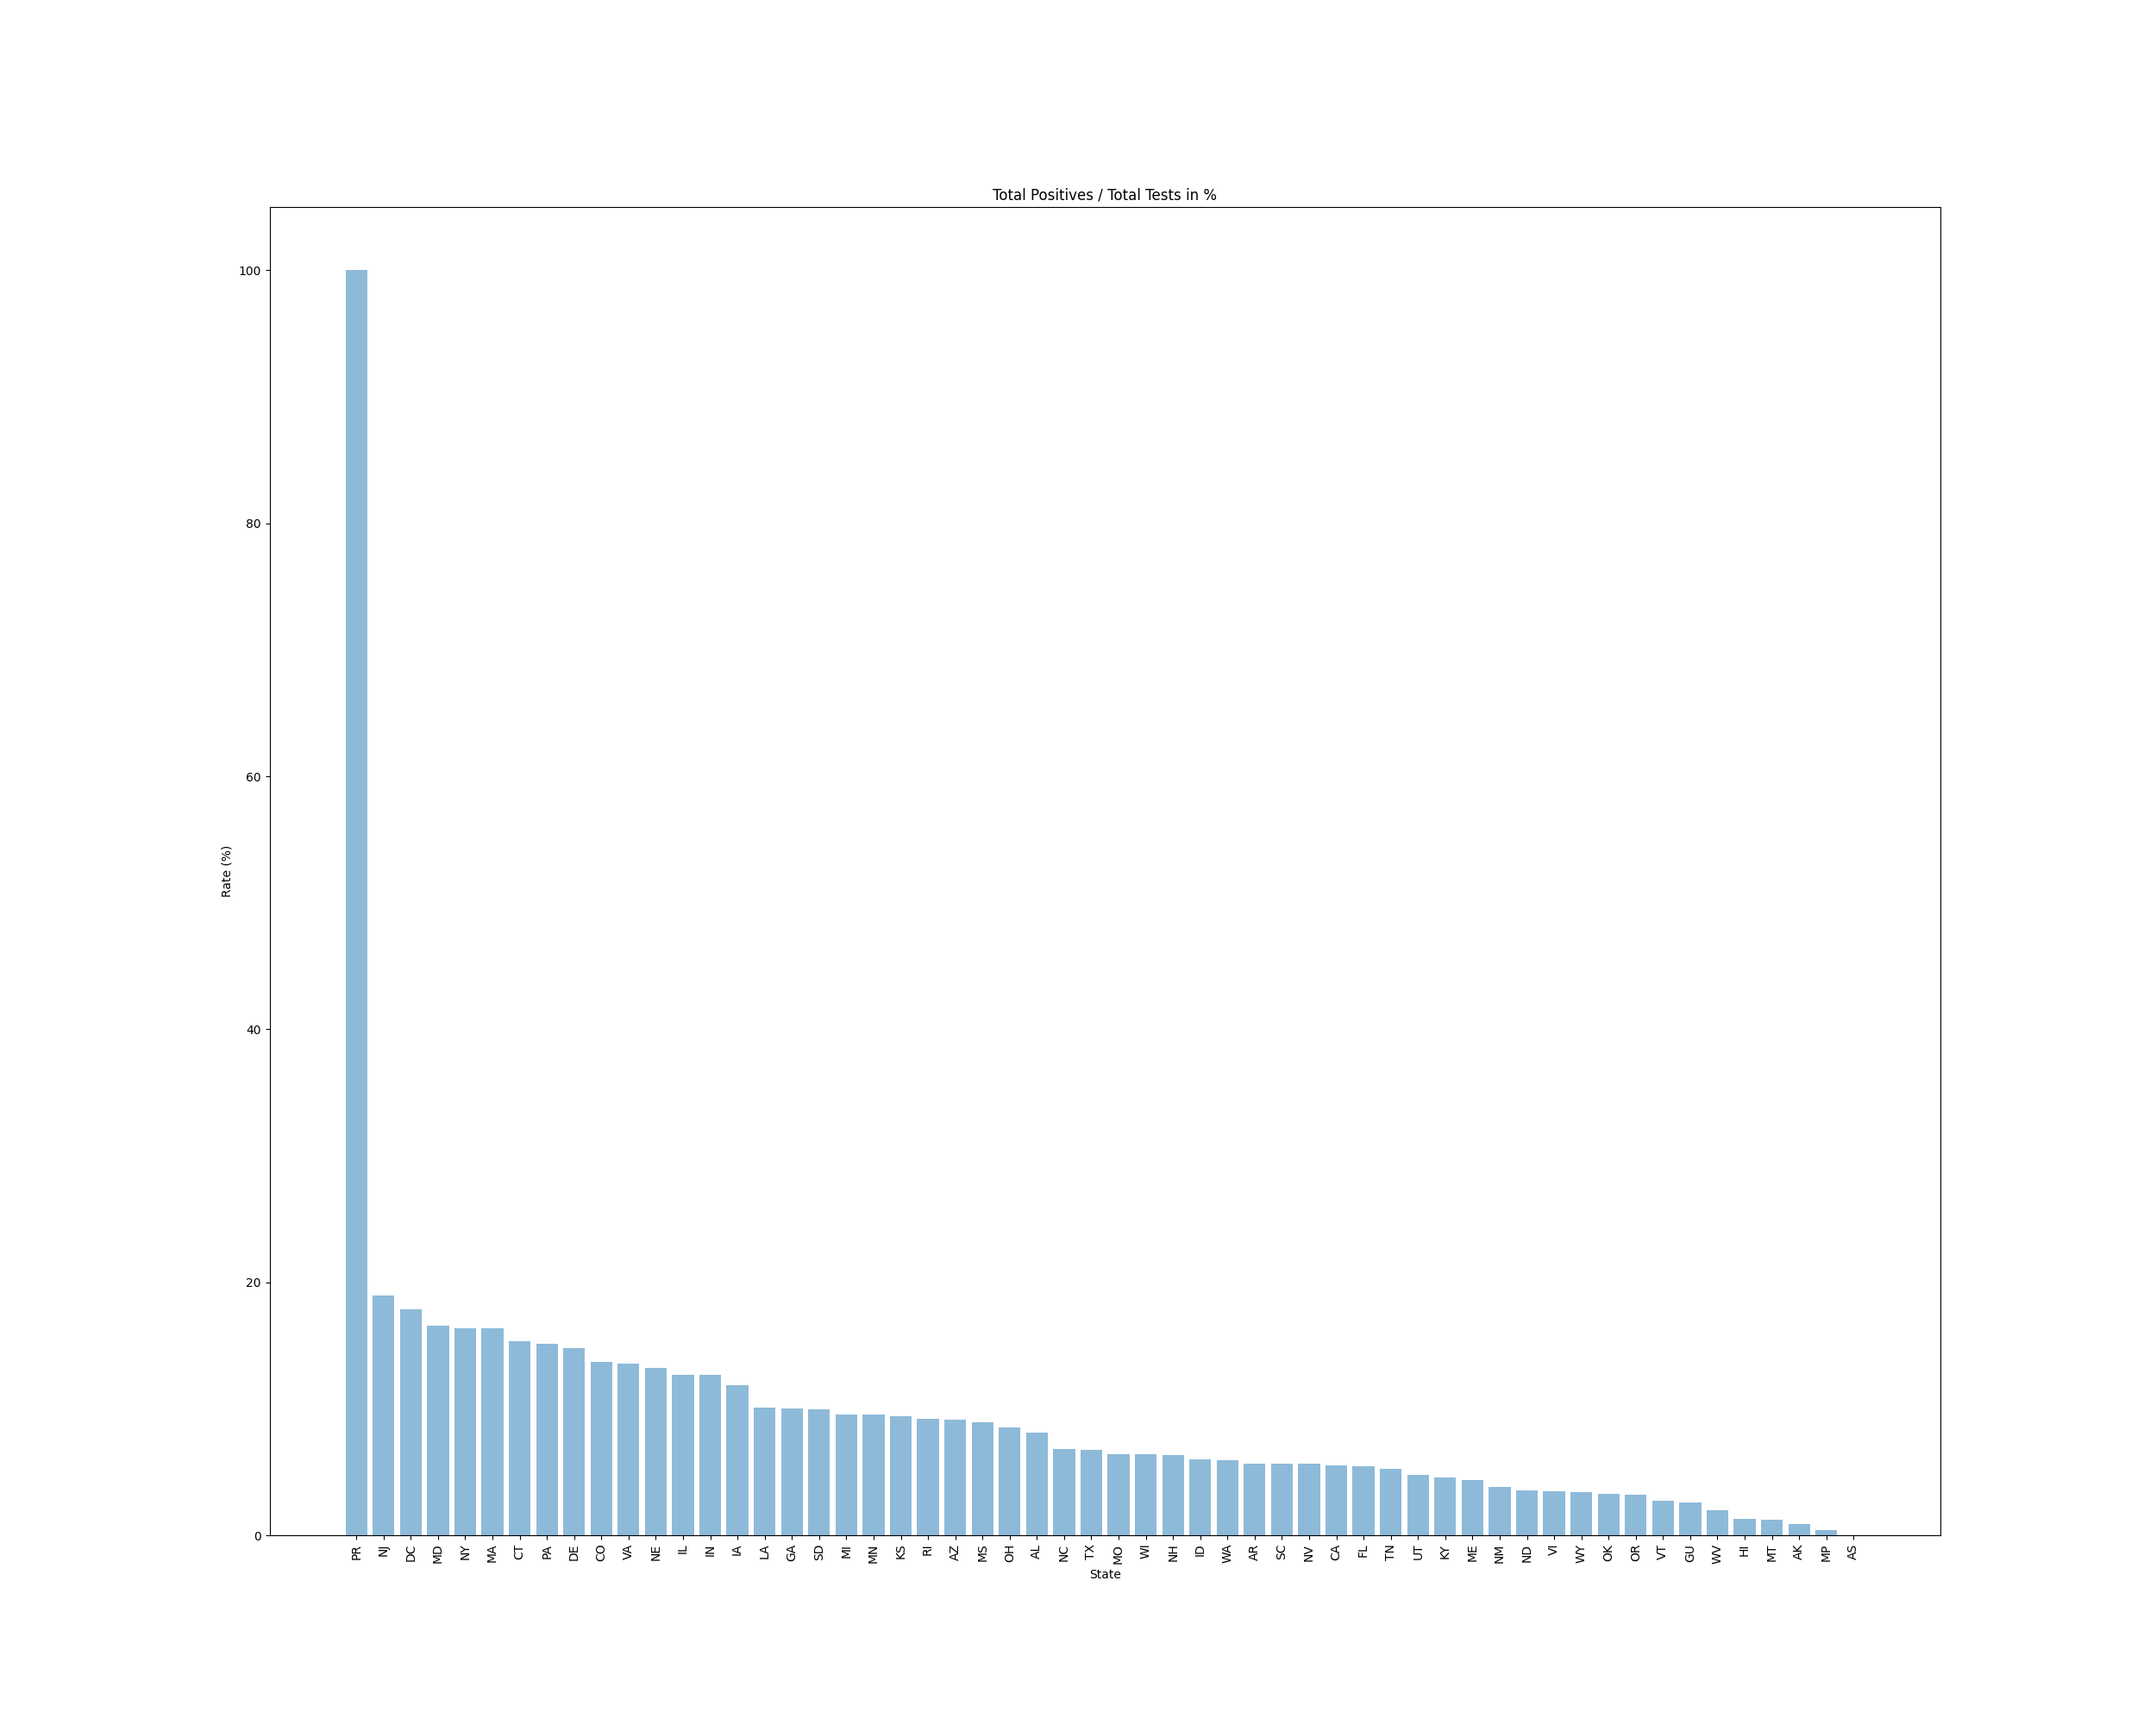 Total Positives / Total Tests in %
100
80
60
40
20
0
Rate (%)
PR NJ DC MD NY MA CT PA DE CO VA NE IL IN IA LA GA SD MI MN KS RI AZ MS OH AL NC TX MO WI NH ID WA AR SC NV CA FL TN UT KY ME NM ND VI WY OK OR VT GU WV HI MT AK MP AS
State